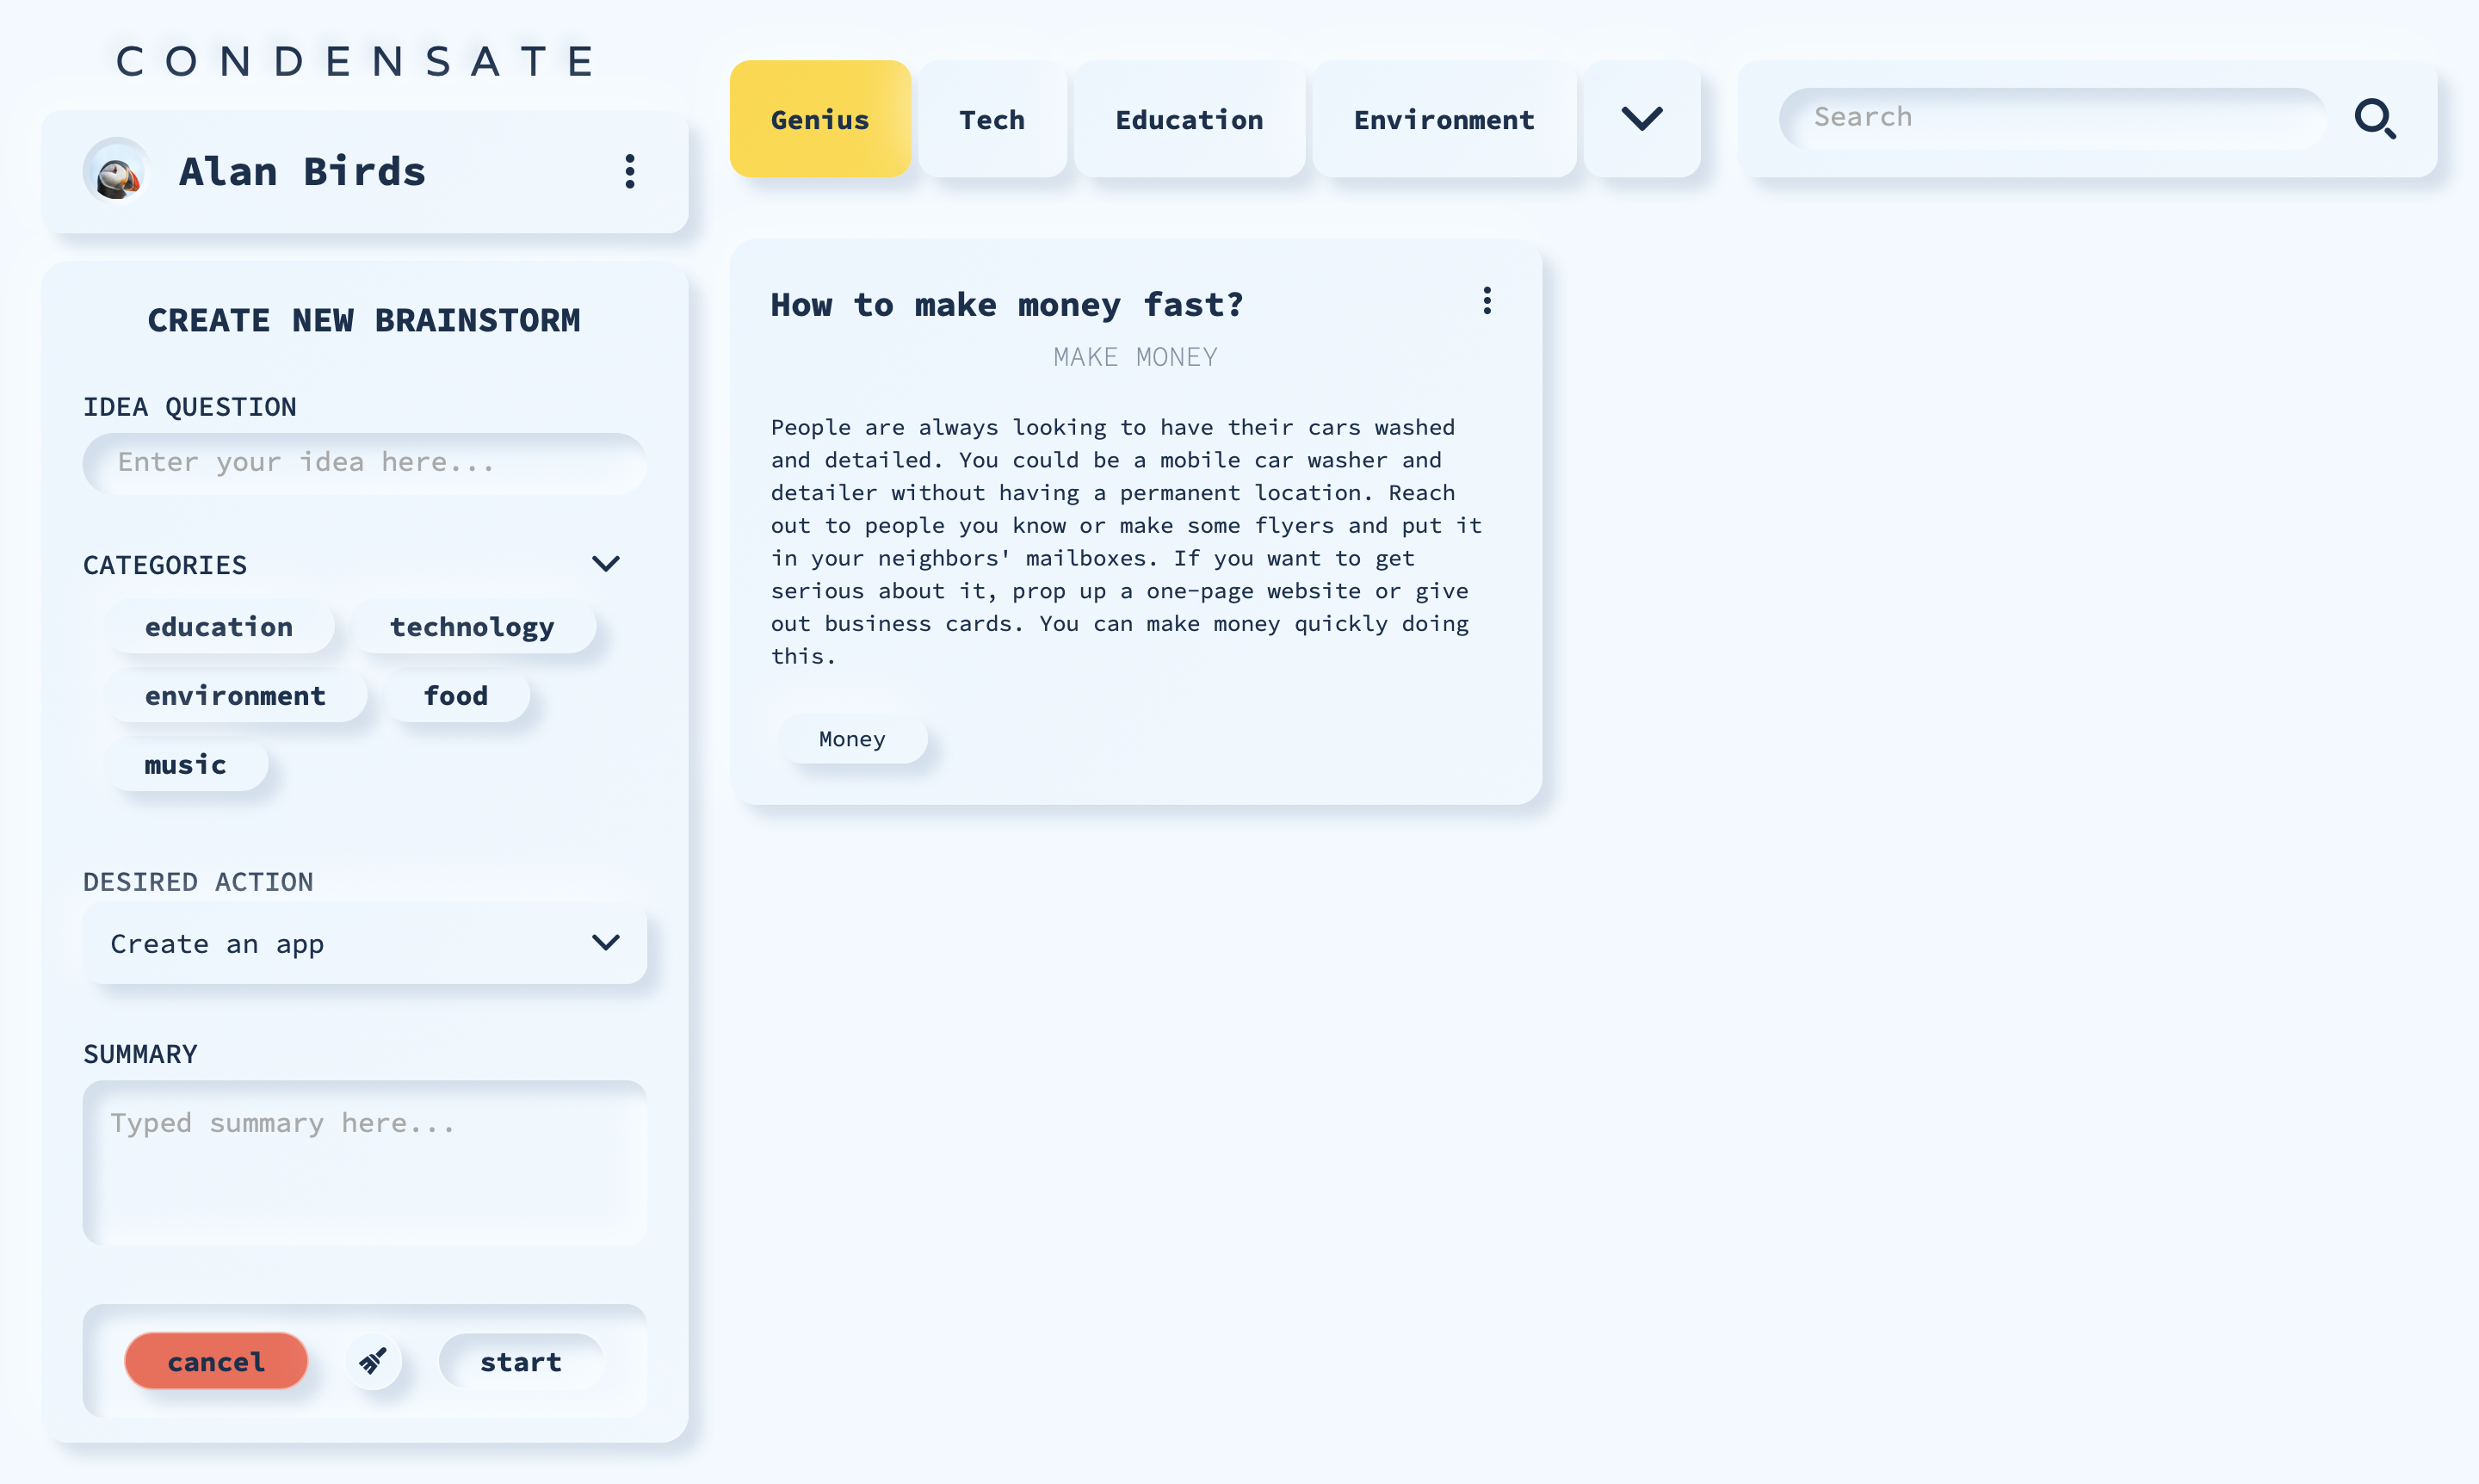 CONDENSATE
Alan Birds
CREATE NEW BRAINSTORM
IDEA QUESTION
Enter your idea here...
CATEGORIES
education technology
environment food
music
DESIRED ACTION
Create an app
SUMMARY
Typed summary here...
cancel start
Genius Tech Education Environment
Search
How to make money fast?
MAKE MONEY
People are always looking to have their cars washed
and detailed. You could be a mobile car washer and
detailer without having a permanent location. Reach
out to people you know or make some flyers and put it
in your neighbors' mailboxes. If you want to get
serious about it, prop up a one-page website or give
out business cards. You can make money quickly doing
this.
Money